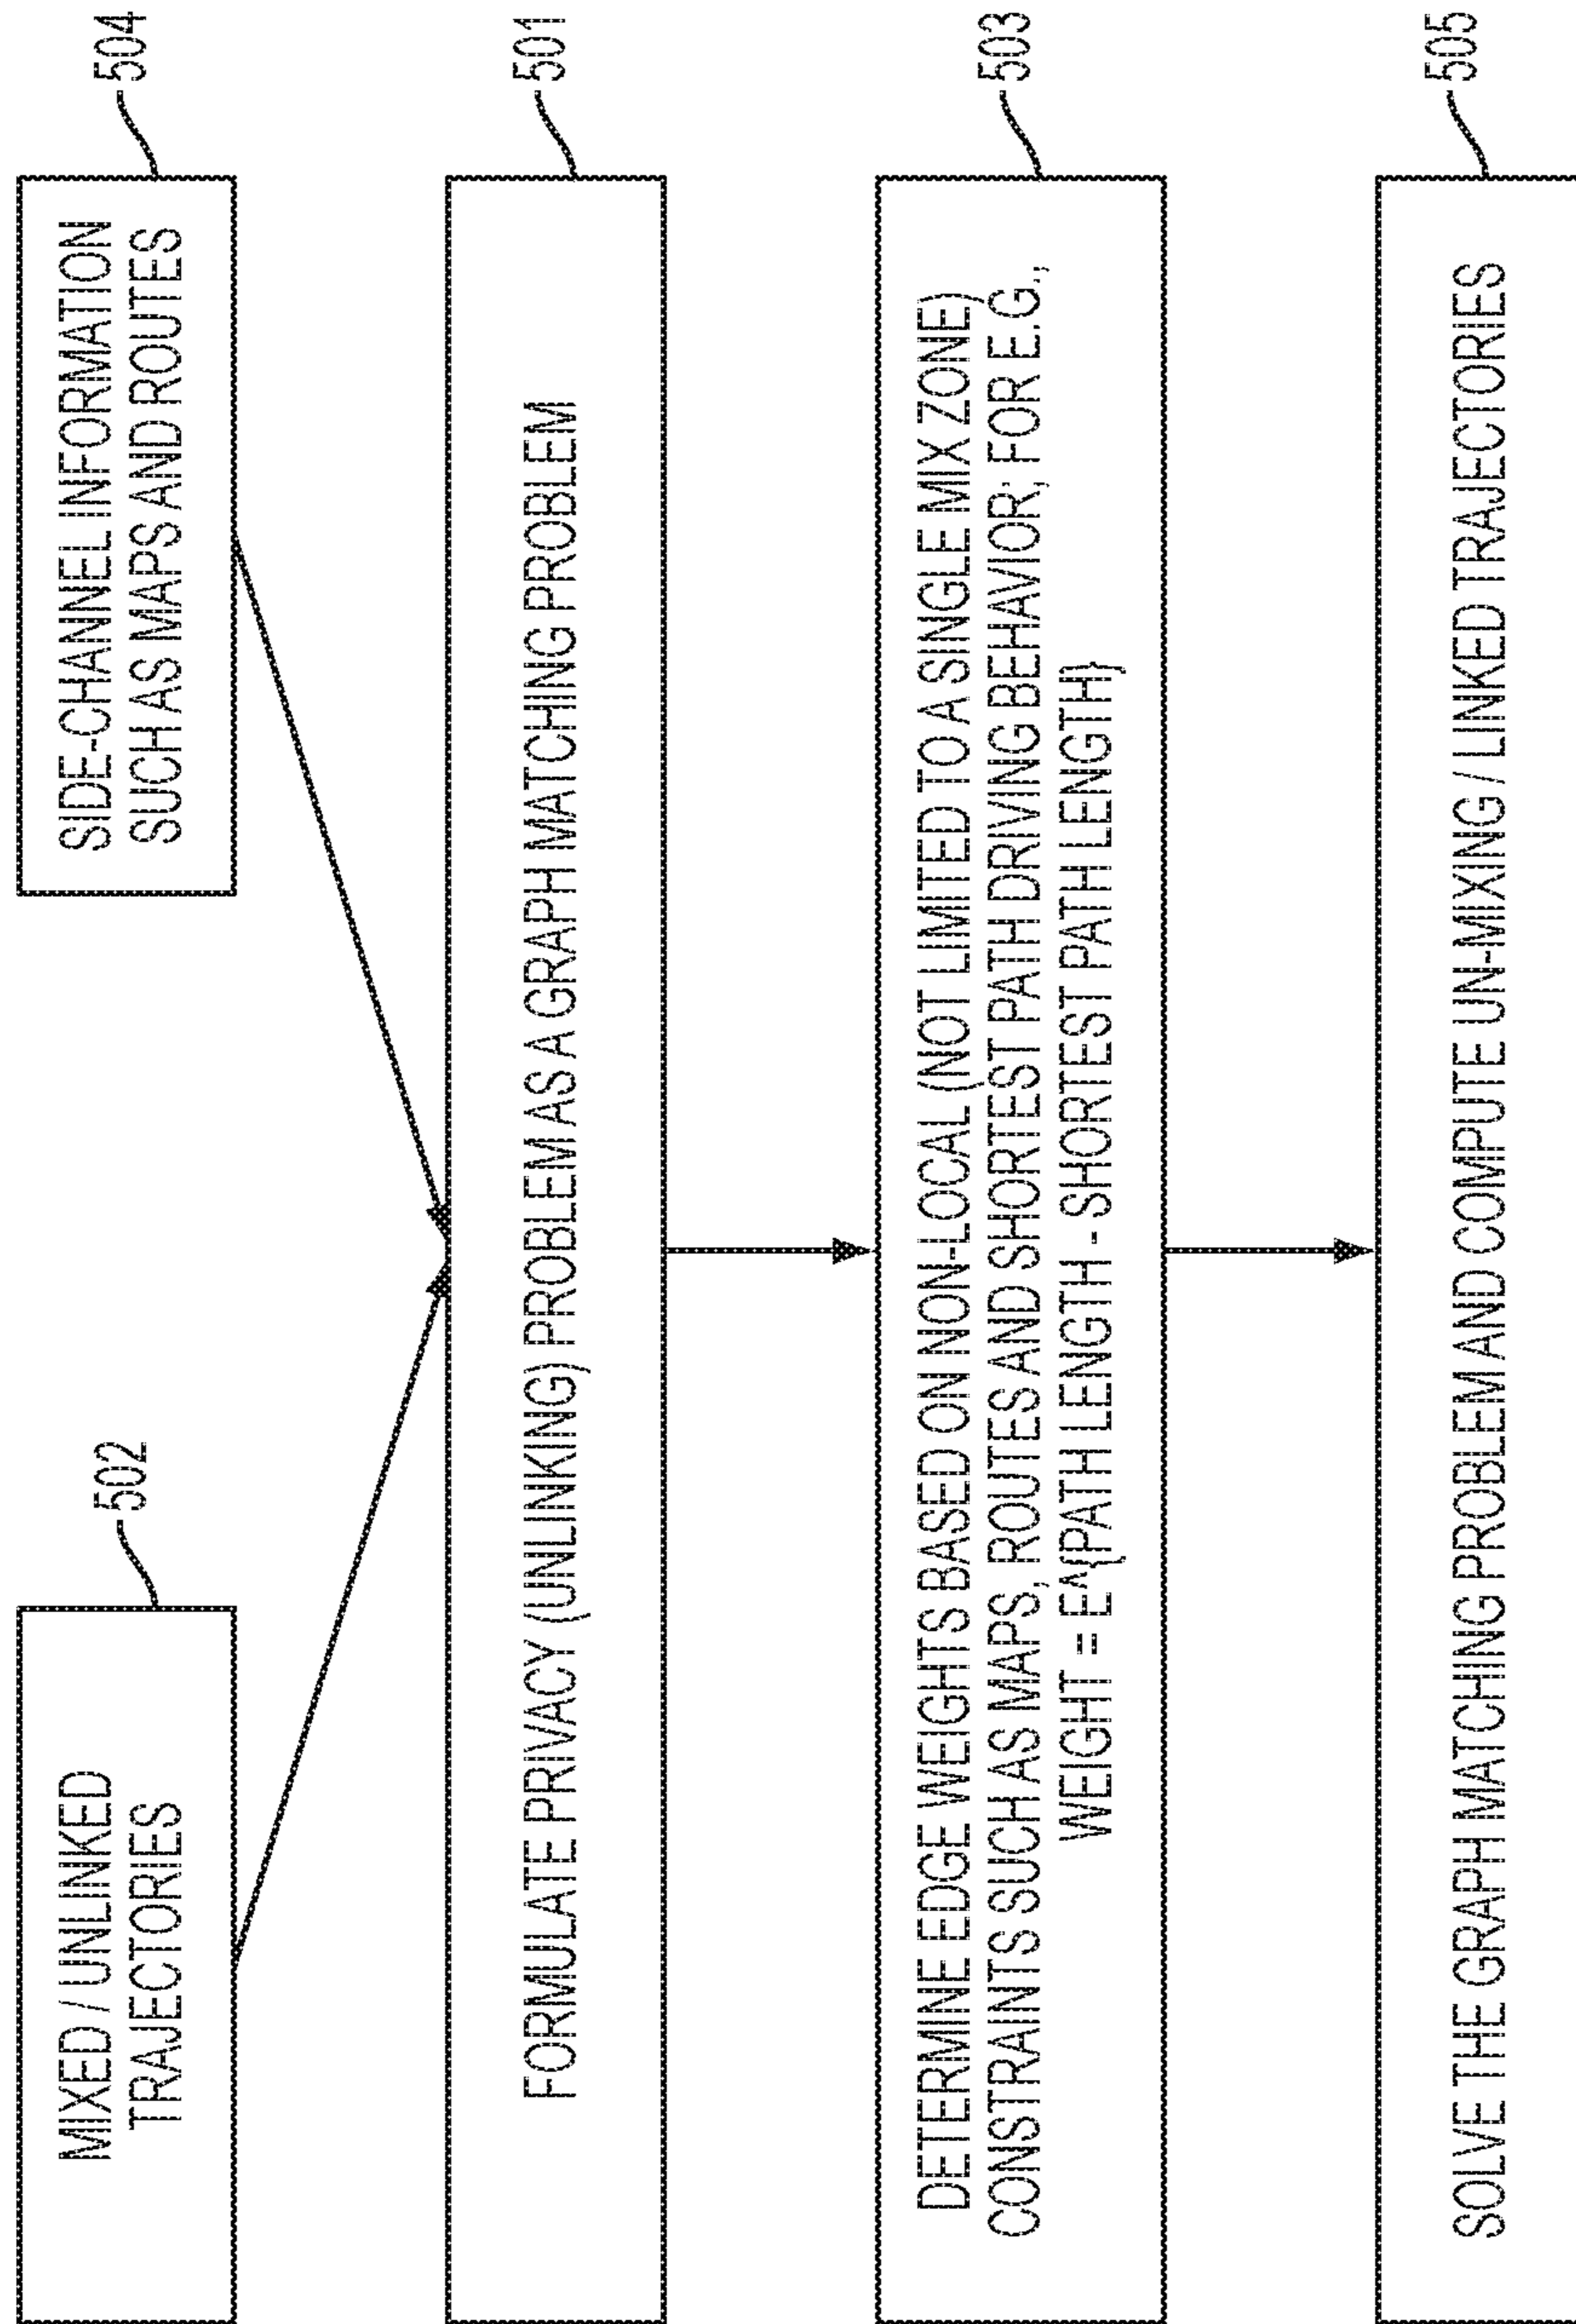 MIXED / UNLINKED
TRAJECTORIES
502
SIDE-CHANNEL INFORMATION
SUCH AS MAPS AND ROUTES
504
FORMULATE PRIVACY (UNLINKING) PROBLEM AS A GRAPH MATCHING PROBLEM
501
DETERMINE EDGE WEIGHTS BASED ON NON-LOCAL (NOT LIMITED TO A SINGLE MIX ZONE)
CONSTRAINTS SUCH AS MAPS, ROUTES AND SHORTEST PATH DRIVING BEHAVIOR; FOR E.G.,
WEIGHT = E^{PATH LENGTH - SHORTEST PATH LENGTH}
503
SOLVE THE GRAPH MATCHING PROBLEM AND COMPUTE UN-MIXING / LINKED TRAJECTORIES
505